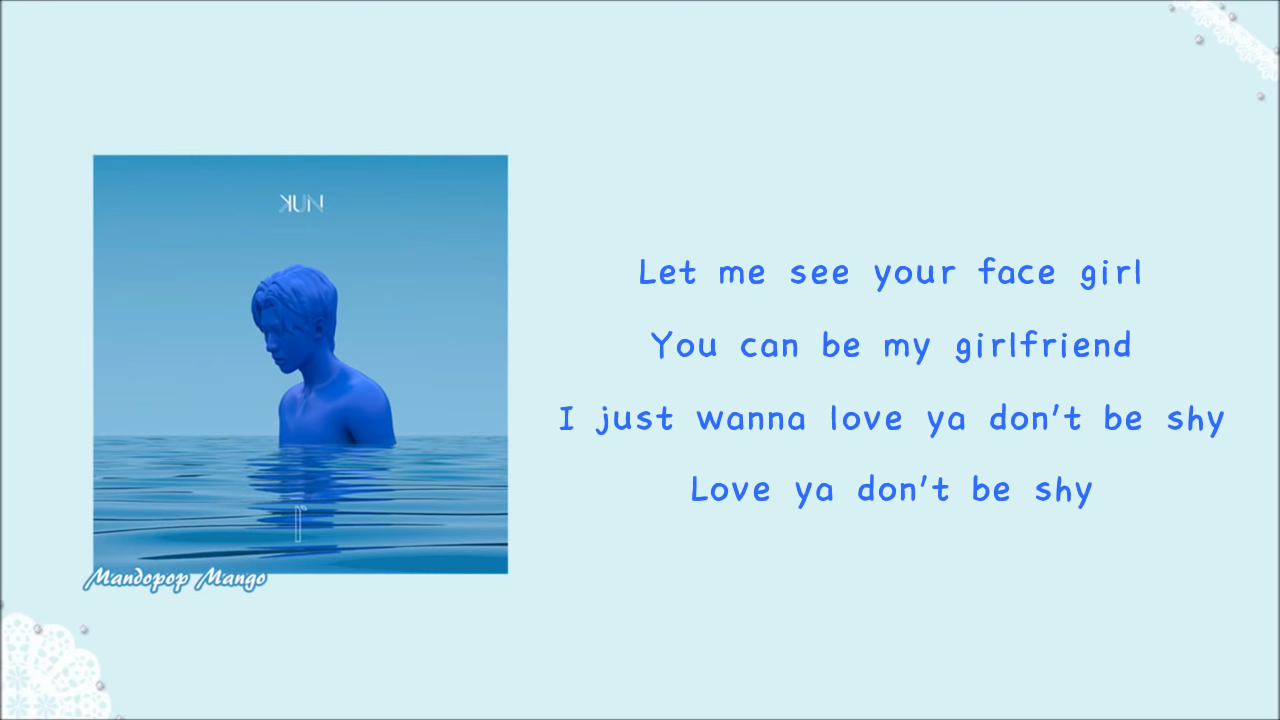 KUN
1
Let me see your face girl
You can be my girlfriend
I just wanna love ya don't be shy
Love ya don't be shy
Mandopop Mango